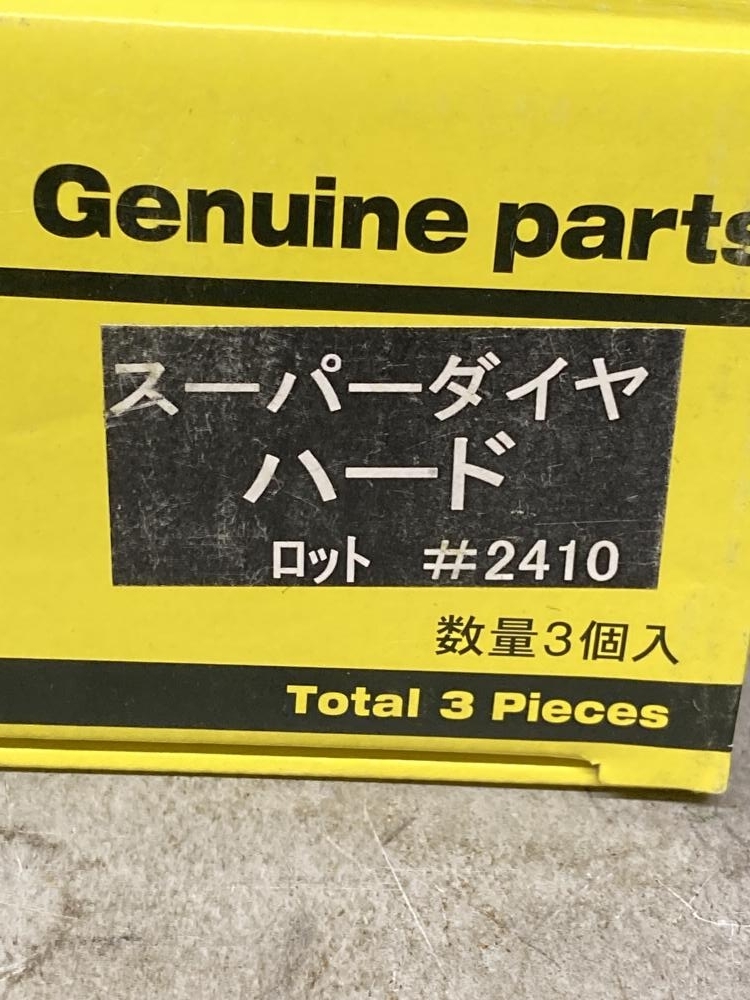 Genuine parts
スーパーダイヤ
ハード
ロット #2410
数量3個入
Total 3 Pieces